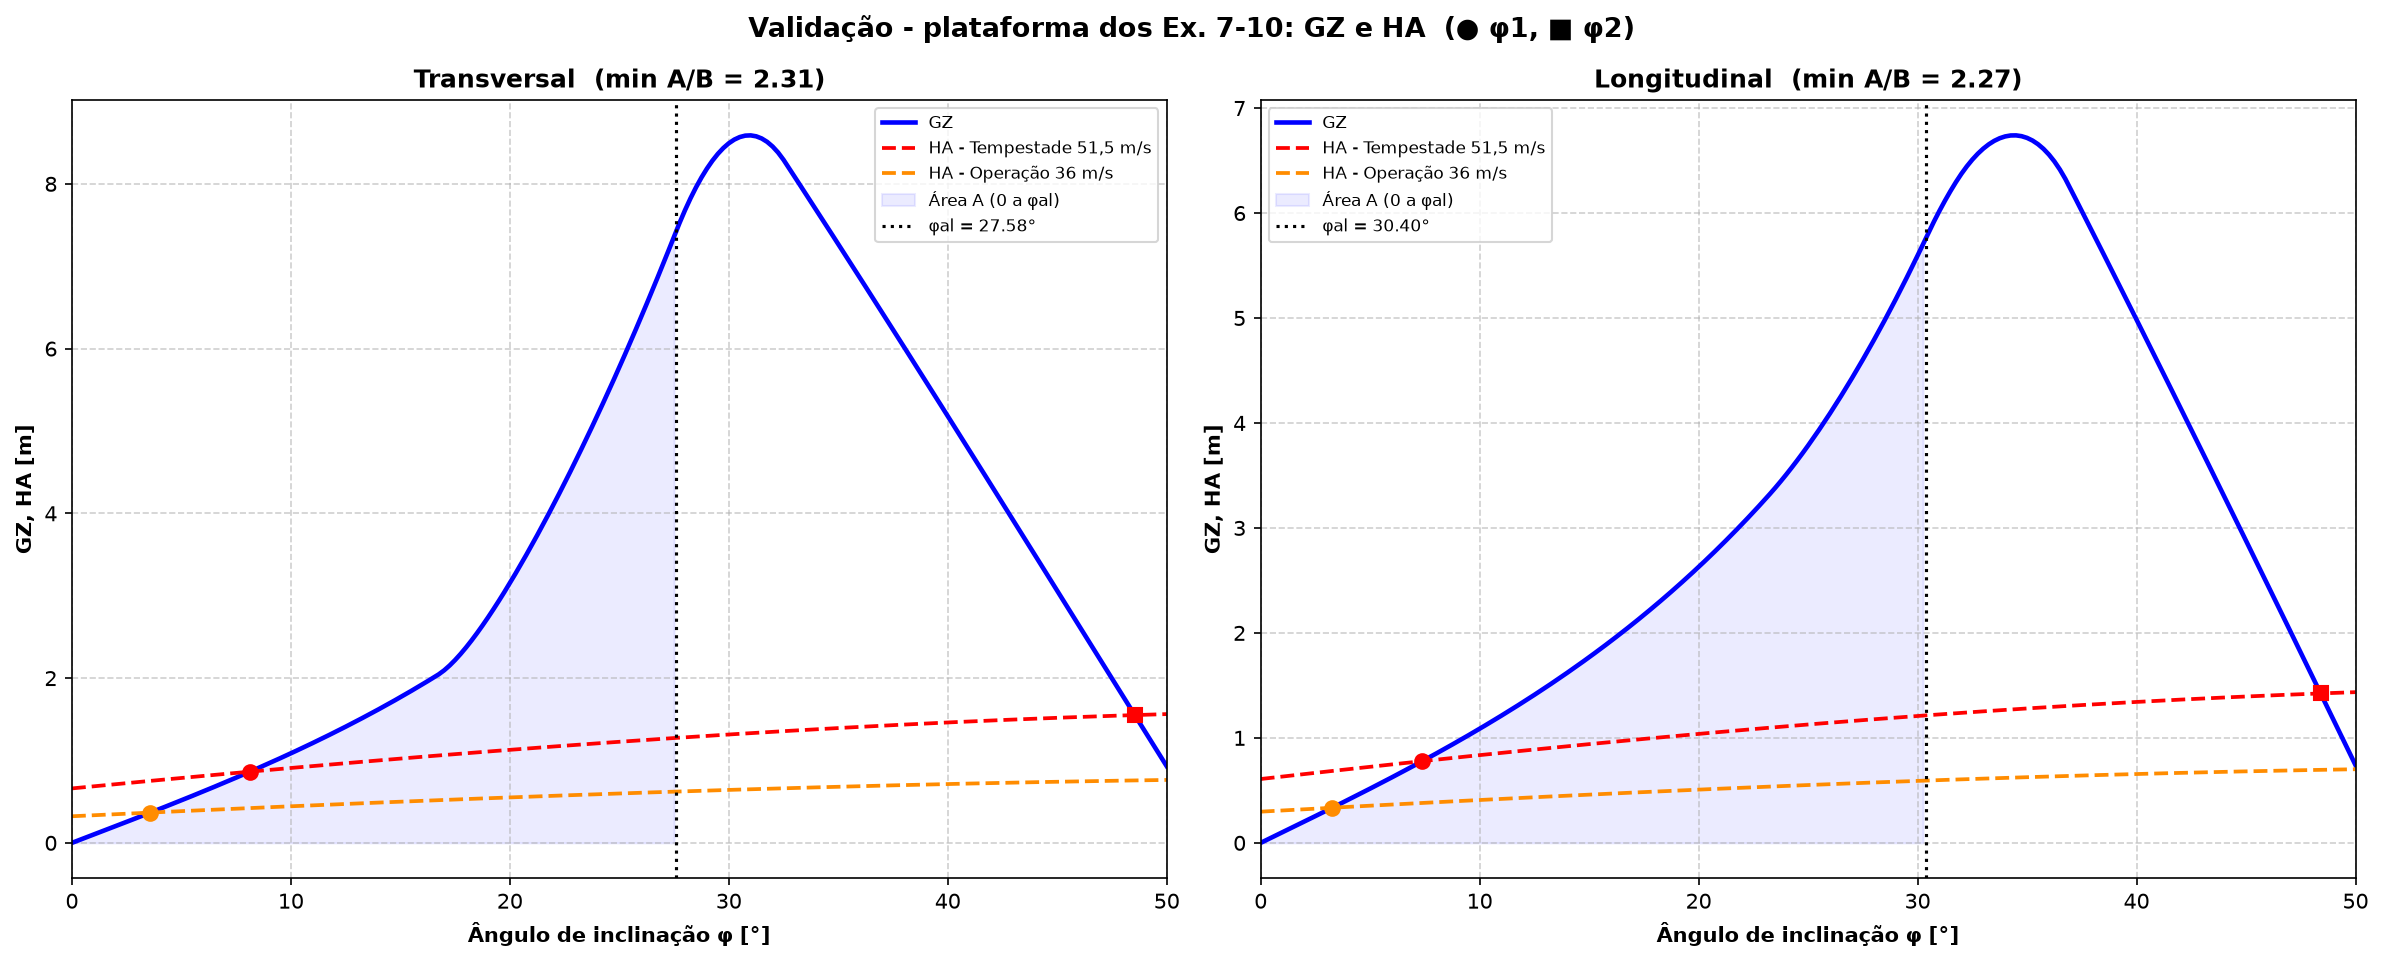 Validação - plataforma dos Ex. 7-10: GZ e HA (● φ1, ■ φ2)
Transversal (min A/B = 2.31)
GZ, HA [m]
8
6
4
2
0
GZ
HA - Tempestade 51,5 m/s
HA - Operação 36 m/s
Área A (0 a φal)
φal = 27.58°
0 10 20 30 40 50
Ângulo de inclinação φ [°]
Longitudinal (min A/B = 2.27)
GZ, HA [m]
7
6
5
4
3
2
1
0
GZ
HA - Tempestade 51,5 m/s
HA - Operação 36 m/s
Área A (0 a φal)
φal = 30.40°
0 10 20 30 40 50
Ângulo de inclinação φ [°]